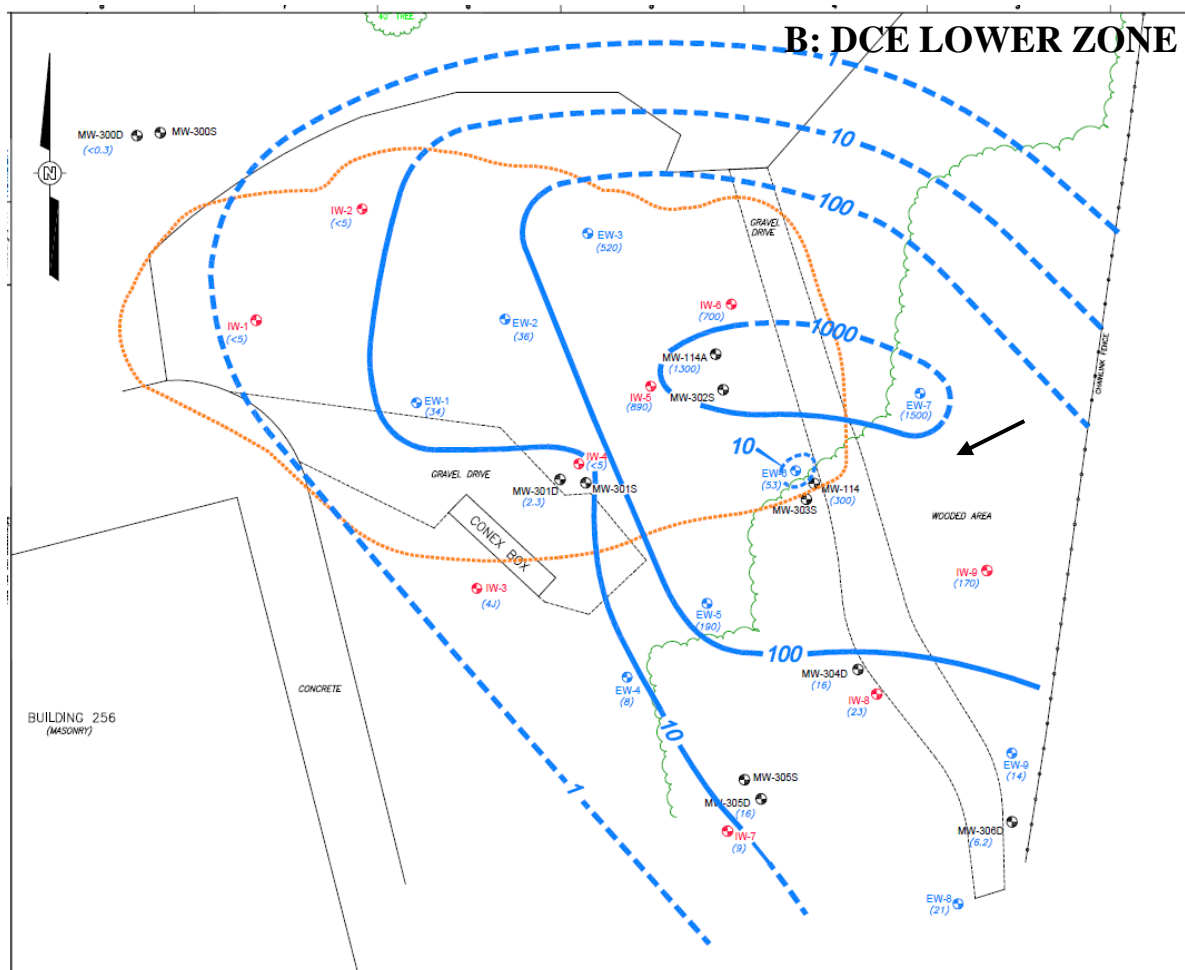 40' TREE
B: DCE LOWER ZONE
1
MW-300D
MW-300S
(<0.3)
10
N
IW-2
(<5)
100
GRAVEL
DRIVE
EW-3
(520)
IW-6
(700)
IW-1
(<5)
EW-2
(36)
1000
MW-114A
(1300)
CHAINLINK FENCE
IW-5
(890)
MW-302S
EW-7
(1500)
EW-1
(34)
10
IW-4
(<5)
GRAVEL DRIVE
(53)
MW-301D
MW-301S
(2.3)
MW-114
(300)
MW-303S
WOODED AREA
CONEX BOX
IW-9
(170)
IW-3
(4J)
EW-5
(190)
100
MW-304D
(16)
EW-4
(8)
CONCRETE
IW-8
(23)
BUILDING 256
(MASONRY)
10
EW-9
(14)
MW-305S
1
MW-305D
(16)
IW-7
(9)
MW-306D
(6.2)
EW-8
(21)